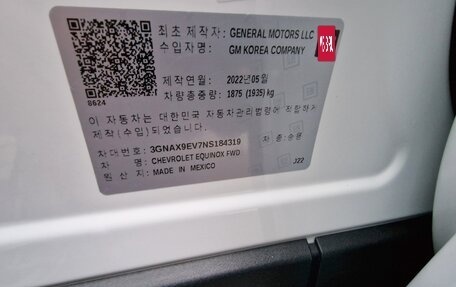 최초 제작자: GENERAL MOTORS LLC
수입자명: GM KOREA COMPANY
제작연월: 2022년05월
차량총중량: 1875 (1935) kg
8624
이 자동차는 대한민국 자동차관리법령에 적합하게
제작(수입) 되었습니다.
차대번호: 3GNAX9EV7NS184319 차종:승용
차 명: CHEVROLET EQUINOX FWD
원산지: MADE IN MEXICO J22